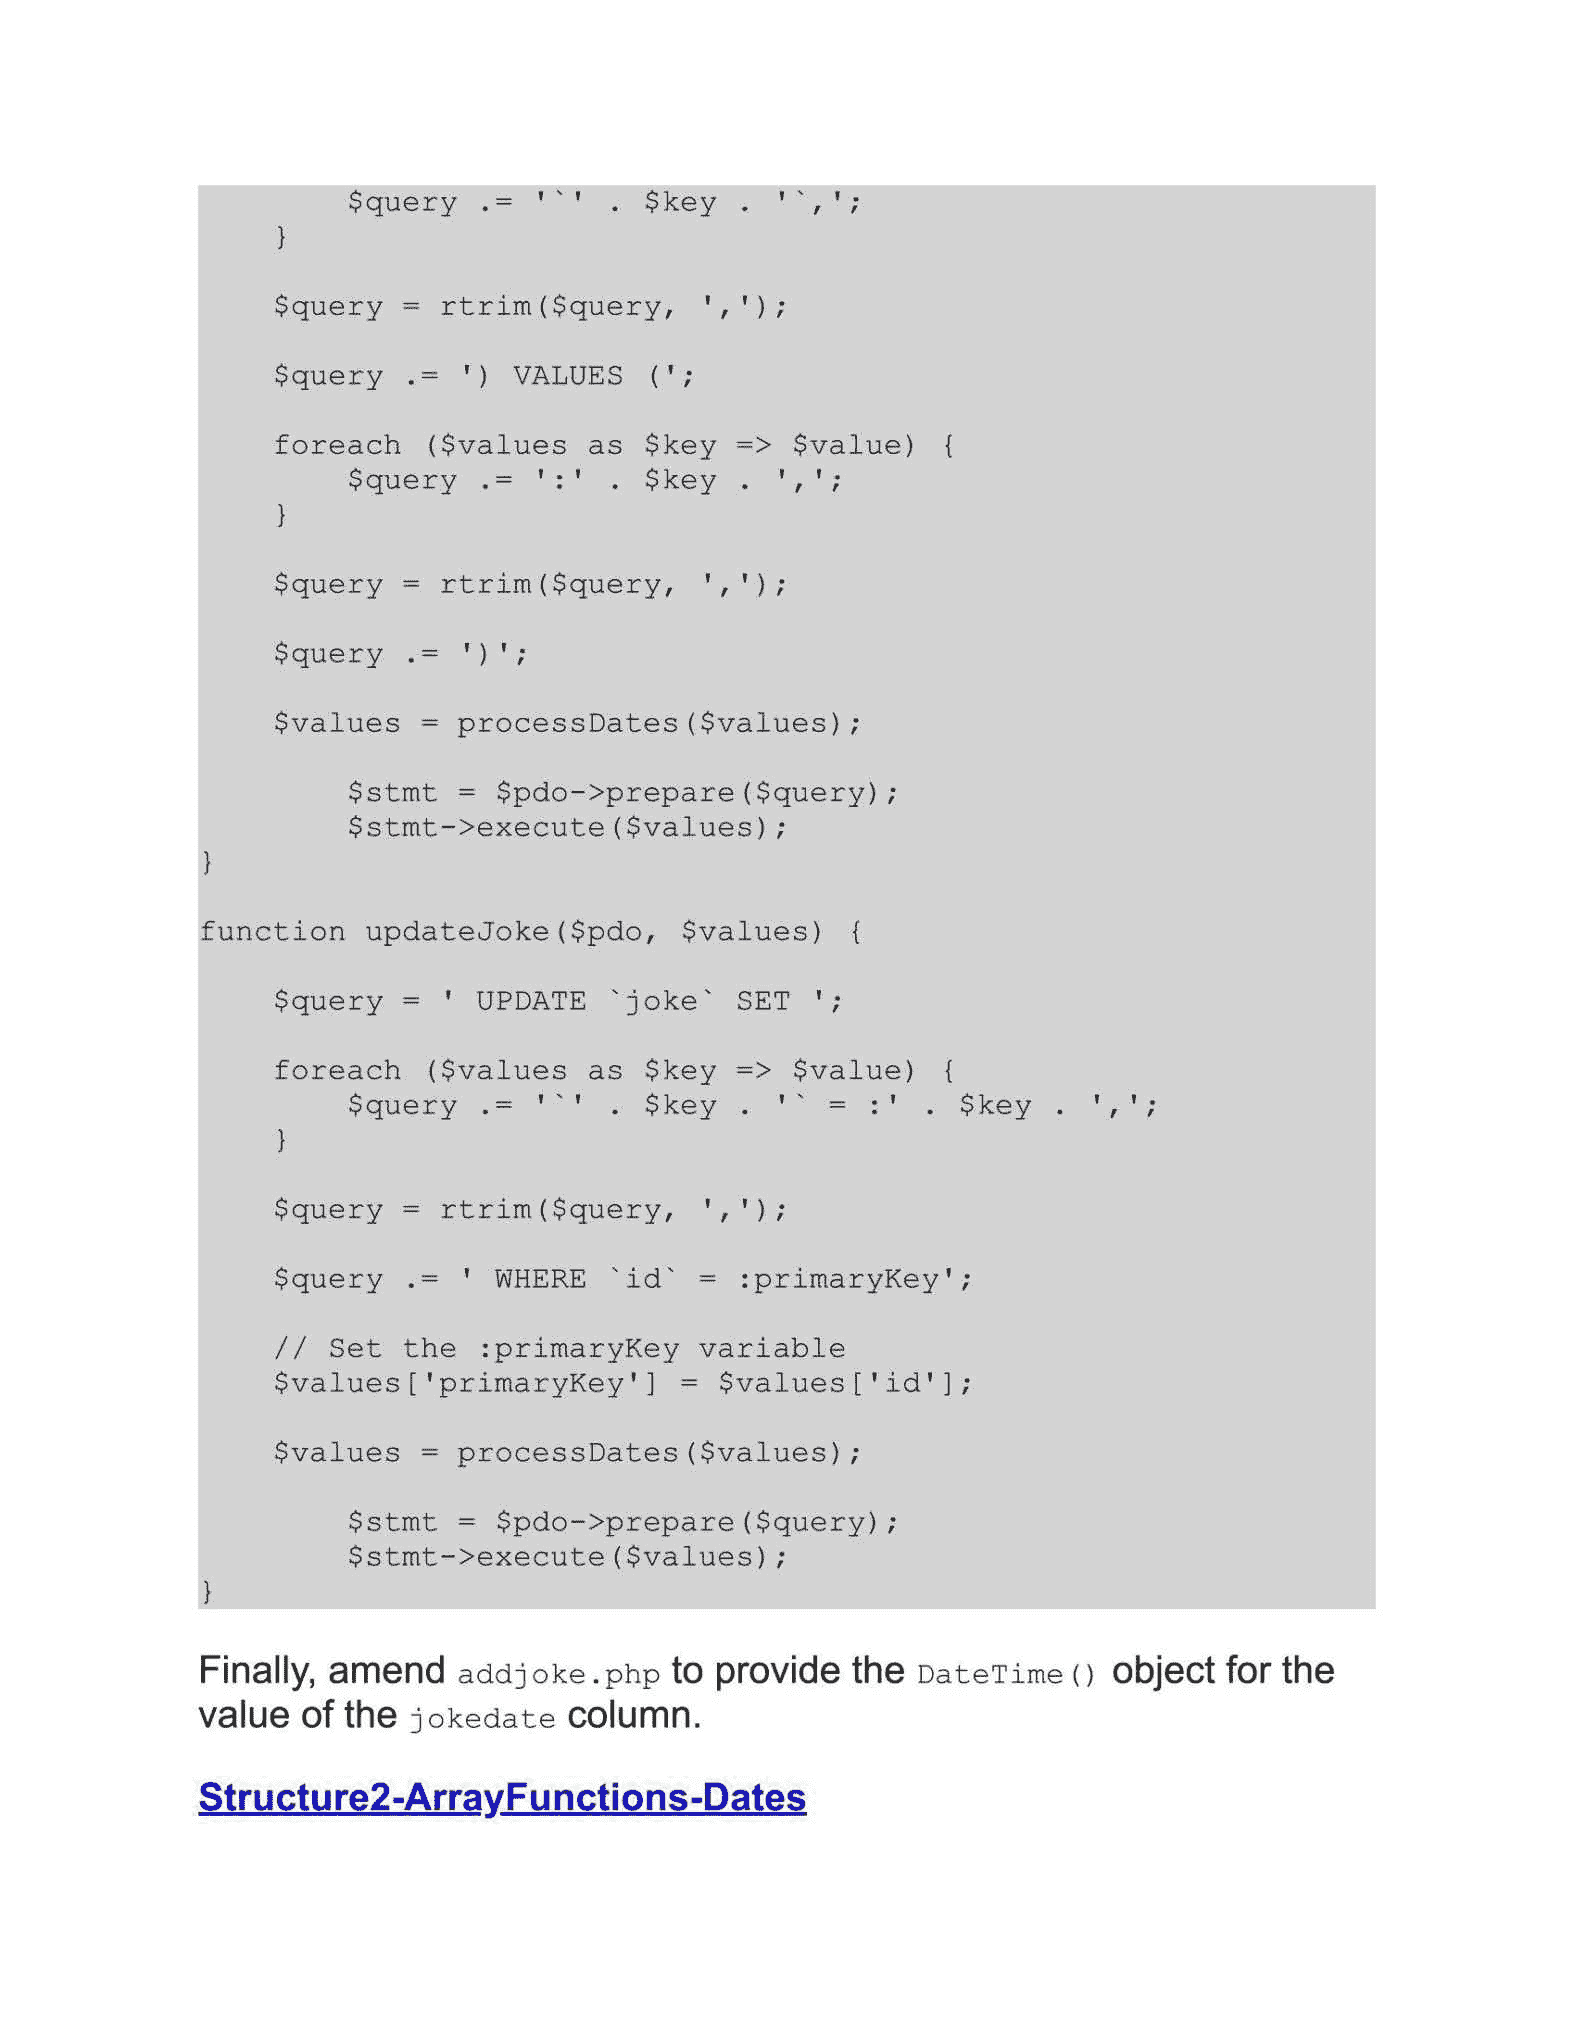 $query .= '`' . $key . '`,';
    }
    $query = rtrim($query, ',');
    $query .= ') VALUES (';
    foreach ($values as $key => $value) {
        $query .= ':' . $key . ',';
    }
    $query = rtrim($query, ',');
    $query .= ')';
    $values = processDates($values);
        $stmt = $pdo->prepare($query);
        $stmt->execute($values);
}
function updateJoke($pdo, $values) {
    $query = ' UPDATE `joke` SET ';
    foreach ($values as $key => $value) {
        $query .= '`' . $key . '` = :' . $key . ',';
    }
    $query = rtrim($query, ',');
    $query .= ' WHERE `id` = :primaryKey';
    // Set the :primaryKey variable
    $values['primaryKey'] = $values['id'];
    $values = processDates($values);
        $stmt = $pdo->prepare($query);
        $stmt->execute($values);
}
Finally, amend addjoke.php to provide the DateTime() object for the
value of the jokedate column.
Structure2-ArrayFunctions-Dates